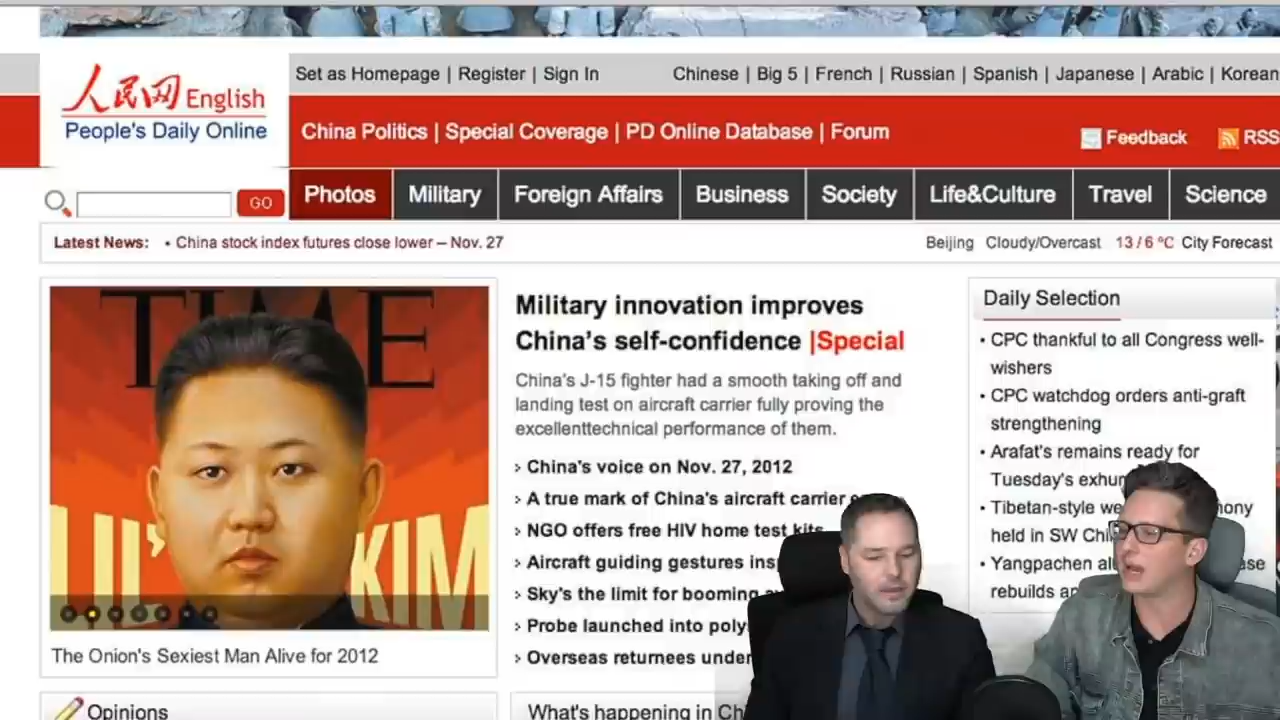 Set as Homepage | Register | Sign In
Chinese | Big 5 | French | Russian | Spanish | Japanese | Arabic | Korean
人民网 English
People's Daily Online
China Politics | Special Coverage | PD Online Database | Forum
Feedback
RSS
GO
Photos
Military
Foreign Affairs
Business
Society
Life&Culture
Travel
Science
Latest News: • China stock index futures close lower – Nov. 27
Beijing Cloudy/Overcast 13 / 6 ℃ City Forecast
TIME
LI'L KIM
The Onion's Sexiest Man Alive for 2012
Opinions
Military innovation improves
China's self-confidence |Special
China's J-15 fighter had a smooth taking off and
landing test on aircraft carrier fully proving the
excellenttechnical performance of them.
› China's voice on Nov. 27, 2012
› A true mark of China's aircraft carrier
› NGO offers free HIV home test kits
› Aircraft guiding gestures
› Sky's the limit for booming
› Probe launched into
› Overseas returnees under
What's happening in
Daily Selection
• CPC thankful to all Congress well-
wishers
• CPC watchdog orders anti-graft
strengthening
• Arafat's remains ready for
Tuesday's
• Tibetan-style
held in SW
• Yangpachen
rebuilds